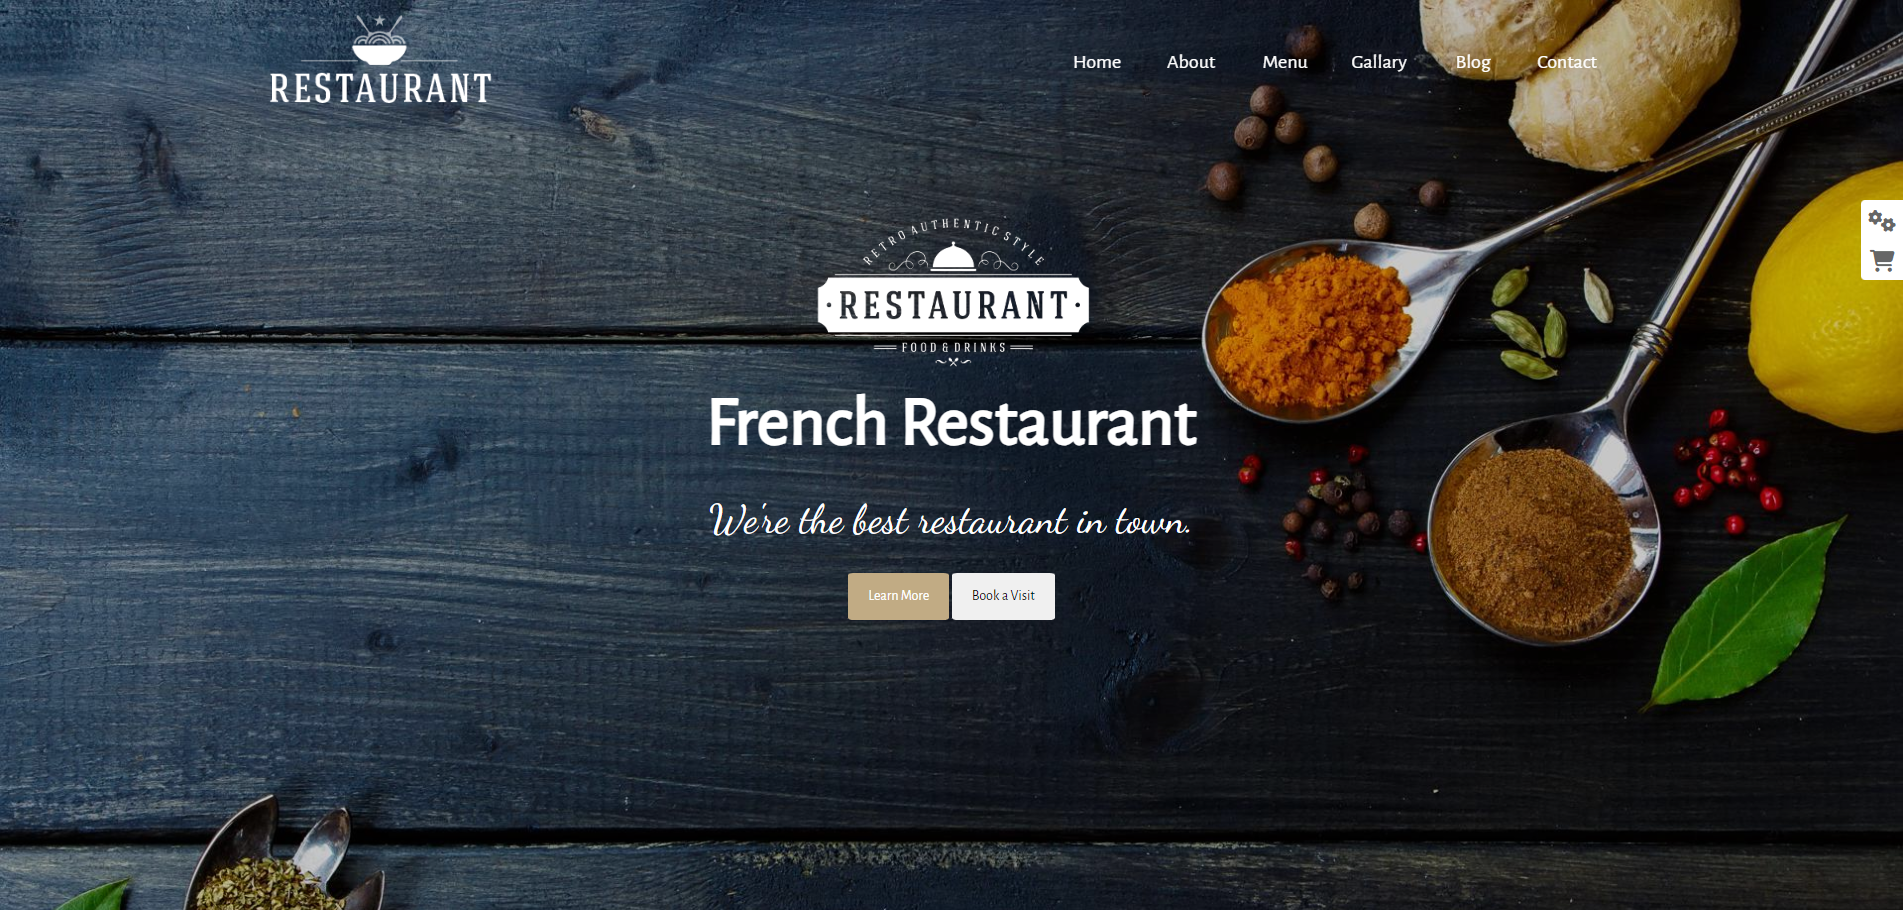 RESTAURANT
Home About Menu Gallary Blog Contact
RETRO AUTHENTIC STYLE
· RESTAURANT ·
FOOD & DRINKS
French Restaurant
We're the best restaurant in town.
Learn More Book a Visit